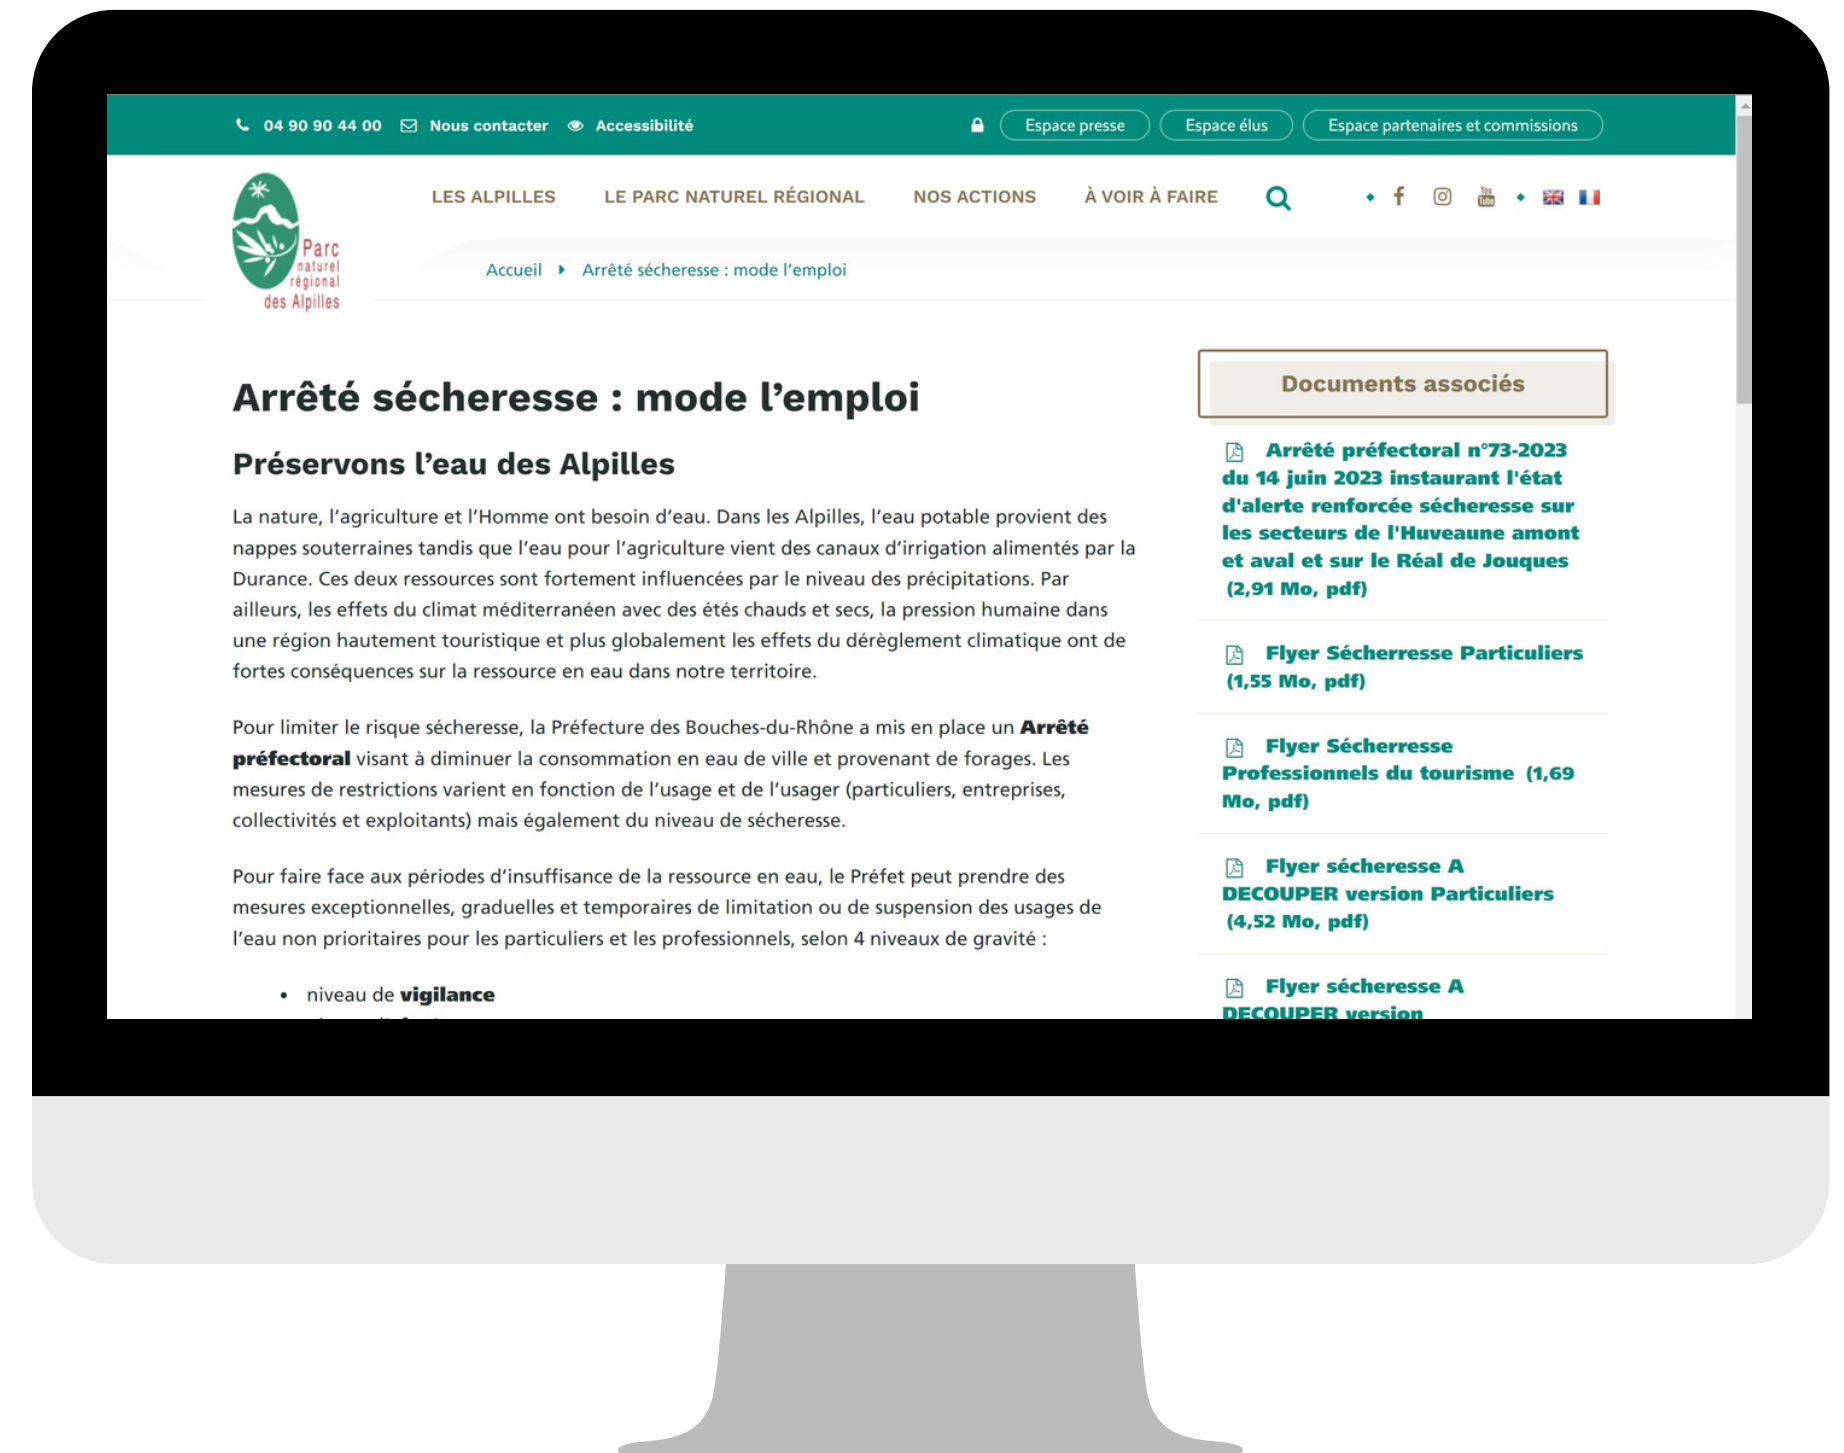 04 90 90 44 00 Nous contacter Accessibilité Espace presse Espace élus Espace partenaires et commissions
LES ALPILLES LE PARC NATUREL RÉGIONAL NOS ACTIONS À VOIR À FAIRE
You
Tube
Parc
naturel
régional
des Alpilles
Accueil Arrêté sécheresse : mode l’emploi
Arrêté sécheresse : mode l’emploi
Préservons l’eau des Alpilles
La nature, l’agriculture et l’Homme ont besoin d’eau. Dans les Alpilles, l’eau potable provient des
nappes souterraines tandis que l’eau pour l’agriculture vient des canaux d’irrigation alimentés par la
Durance. Ces deux ressources sont fortement influencées par le niveau des précipitations. Par
ailleurs, les effets du climat méditerranéen avec des étés chauds et secs, la pression humaine dans
une région hautement touristique et plus globalement les effets du dérèglement climatique ont de
fortes conséquences sur la ressource en eau dans notre territoire.
Pour limiter le risque sécheresse, la Préfecture des Bouches-du-Rhône a mis en place un Arrêté
préfectoral visant à diminuer la consommation en eau de ville et provenant de forages. Les
mesures de restrictions varient en fonction de l’usage et de l’usager (particuliers, entreprises,
collectivités et exploitants) mais également du niveau de sécheresse.
Pour faire face aux périodes d’insuffisance de la ressource en eau, le Préfet peut prendre des
mesures exceptionnelles, graduelles et temporaires de limitation ou de suspension des usages de
l’eau non prioritaires pour les particuliers et les professionnels, selon 4 niveaux de gravité :
• niveau de vigilance
Documents associés
Arrêté préfectoral n°73-2023
du 14 juin 2023 instaurant l'état
d'alerte renforcée sécheresse sur
les secteurs de l'Huveaune amont
et aval et sur le Réal de Jouques
(2,91 Mo, pdf)
Flyer Sécherresse Particuliers
(1,55 Mo, pdf)
Flyer Sécherresse
Professionnels du tourisme (1,69
Mo, pdf)
Flyer sécheresse A
DECOUPER version Particuliers
(4,52 Mo, pdf)
Flyer sécheresse A
DECOUPER version